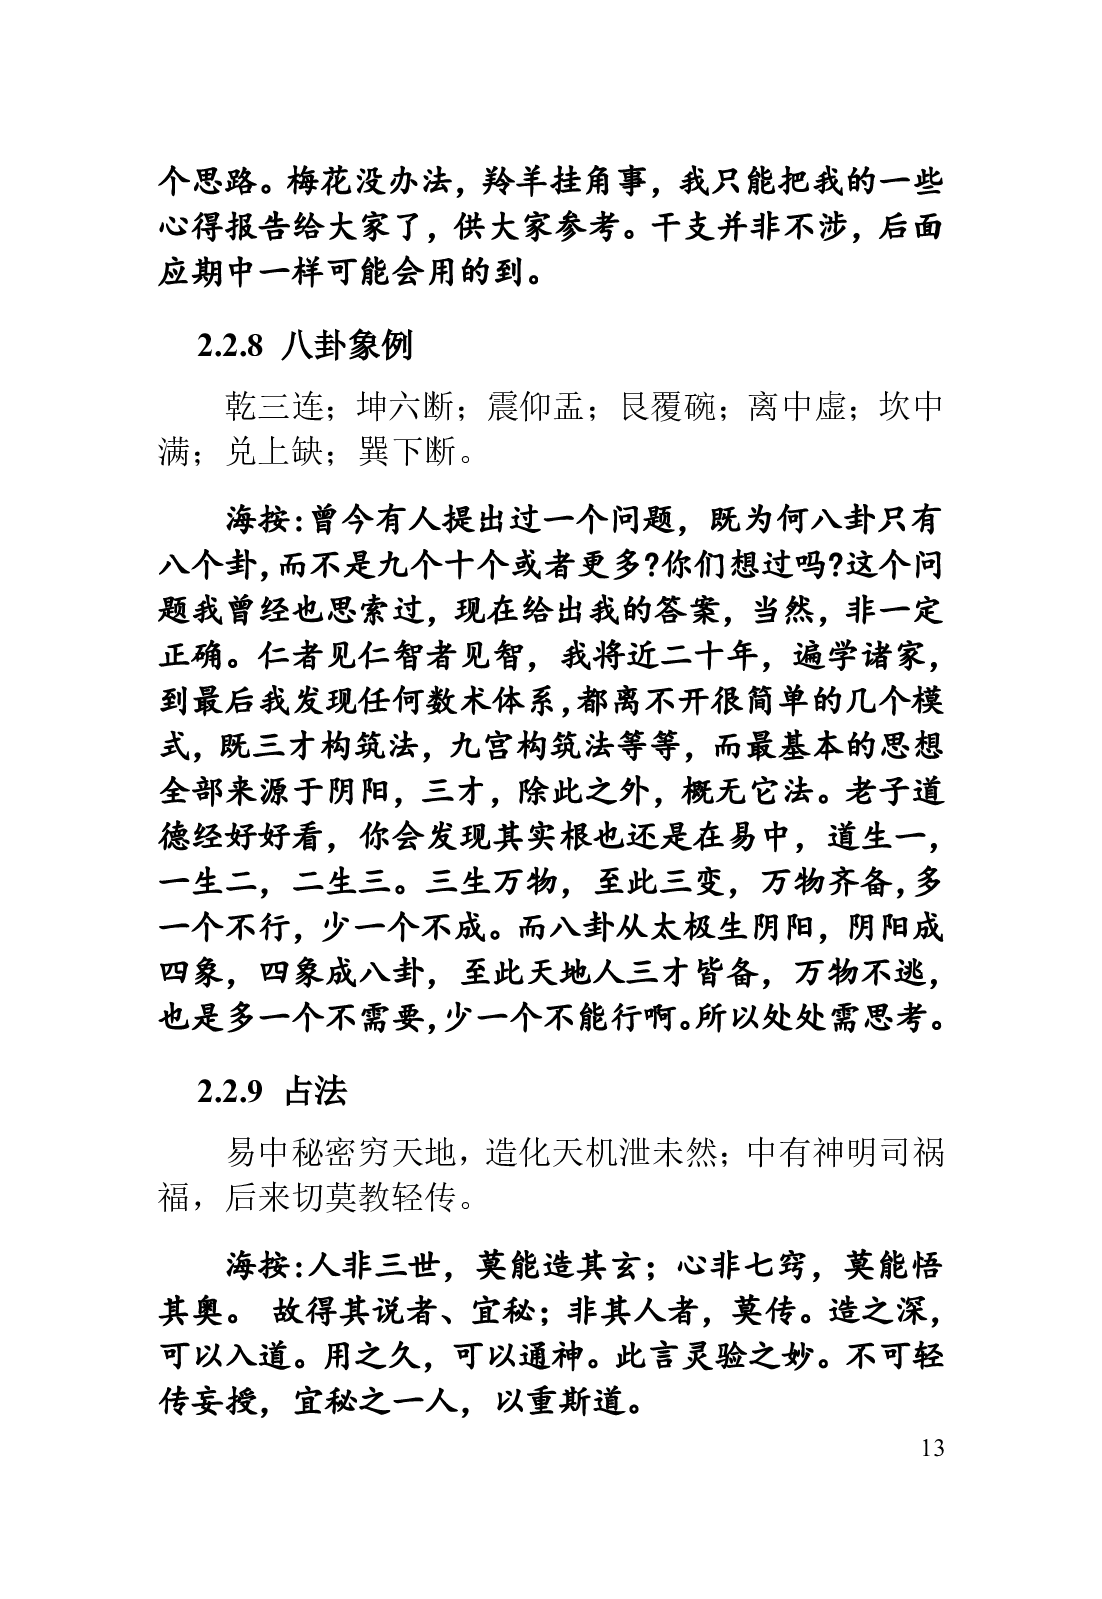 个思路。梅花没办法，羚羊挂角事，我只能把我的一些
心得报告给大家了，供大家参考。干支并非不涉，后面
应期中一样可能会用的到。
2.2.8 八卦象例
乾三连；坤六断；震仰盂；艮覆碗；离中虚；坎中
满；兑上缺；巽下断。
海按:曾今有人提出过一个问题，既为何八卦只有
八个卦,而不是九个十个或者更多?你们想过吗?这个问
题我曾经也思索过，现在给出我的答案，当然，非一定
正确。仁者见仁智者见智，我将近二十年，遍学诸家，
到最后我发现任何数术体系,都离不开很简单的几个模
式，既三才构筑法，九宫构筑法等等，而最基本的思想
全部来源于阴阳，三才，除此之外，概无它法。老子道
德经好好看，你会发现其实根也还是在易中，道生一，
一生二，二生三。三生万物，至此三变，万物齐备,多
一个不行，少一个不成。而八卦从太极生阴阳，阴阳成
四象，四象成八卦，至此天地人三才皆备，万物不逃，
也是多一个不需要,少一个不能行啊。所以处处需思考。
2.2.9 占法
易中秘密穷天地，造化天机泄未然；中有神明司祸
福，后来切莫教轻传。
海按:人非三世，莫能造其玄；心非七窍，莫能悟
其奥。 故得其说者、宜秘；非其人者，莫传。造之深，
可以入道。用之久，可以通神。此言灵验之妙。不可轻
传妄授，宜秘之一人，以重斯道。
13